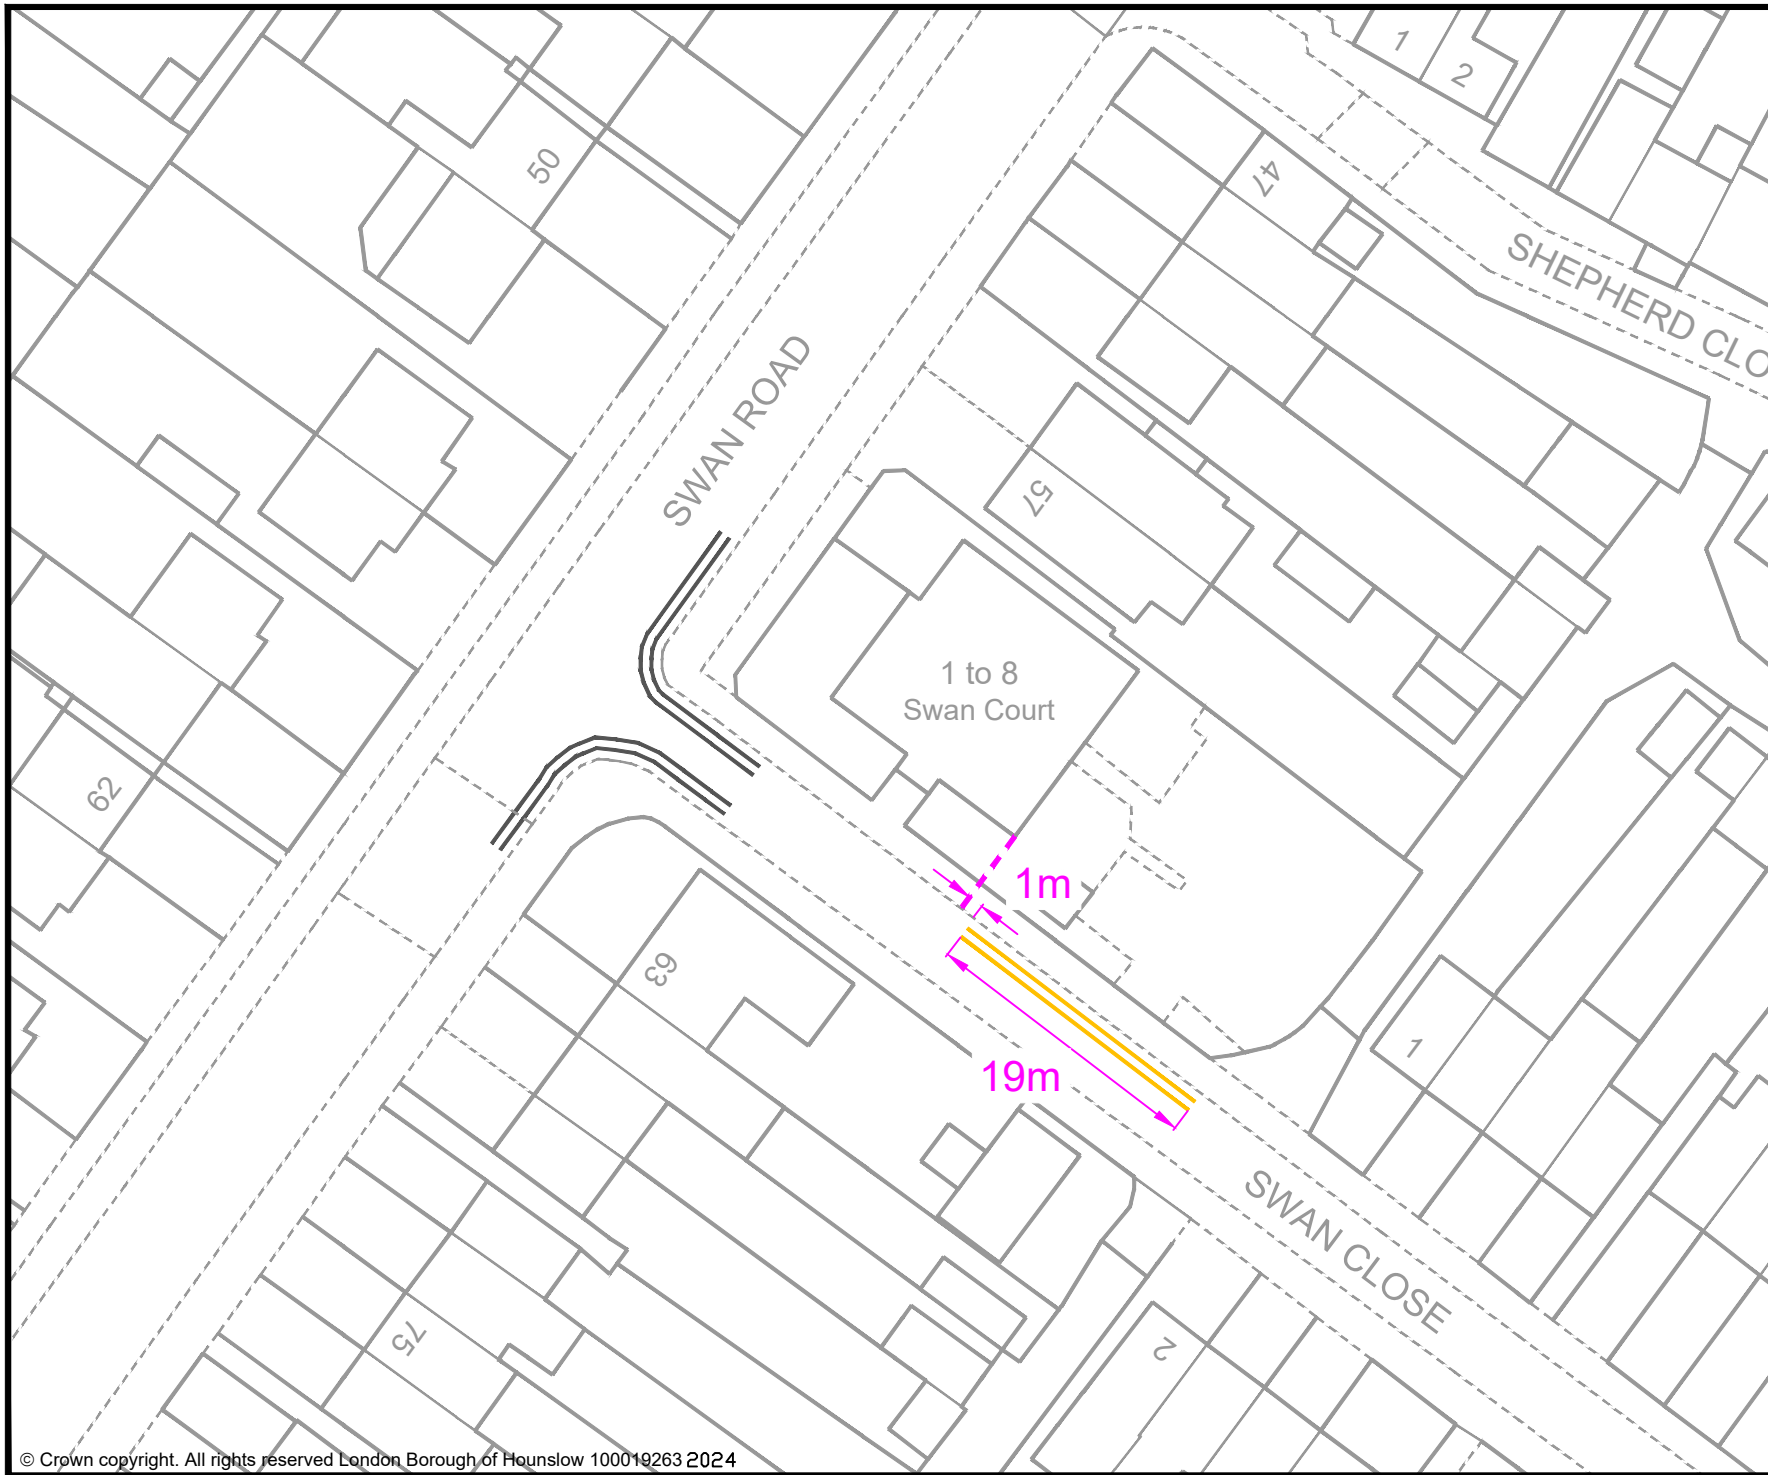 1
2
50
47
SHEPHERD CLO
SWAN ROAD
57
1 to 8
Swan Court
62
1m
63
19m
1
SWAN CLOSE
75
2
© Crown copyright. All rights reserved London Borough of Hounslow 100019263 2024